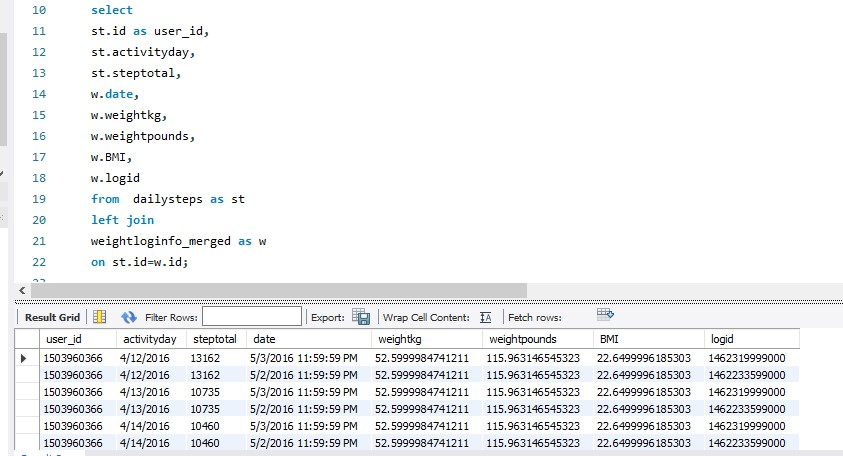 10 select
11 st.id as user_id,
12 st.activityday,
13 st.steptotal,
14 w.date,
15 w.weightkg,
16 w.weightpounds,
17 w.BMI,
18 w.logid
19 from  dailysteps as st
20 left join
21 weightloginfo_merged as w
22 on st.id=w.id;
Result Grid Filter Rows: Export: Wrap Cell Content: IA Fetch rows:
user_id activityday steptotal date weightkg weightpounds BMI logid
1503960366 4/12/2016 13162 5/3/2016 11:59:59 PM 52.5999984741211 115.963146545323 22.6499996185303 1462319999000
1503960366 4/12/2016 13162 5/2/2016 11:59:59 PM 52.5999984741211 115.963146545323 22.6499996185303 1462233599000
1503960366 4/13/2016 10735 5/3/2016 11:59:59 PM 52.5999984741211 115.963146545323 22.6499996185303 1462319999000
1503960366 4/13/2016 10735 5/2/2016 11:59:59 PM 52.5999984741211 115.963146545323 22.6499996185303 1462233599000
1503960366 4/14/2016 10460 5/3/2016 11:59:59 PM 52.5999984741211 115.963146545323 22.6499996185303 1462319999000
1503960366 4/14/2016 10460 5/2/2016 11:59:59 PM 52.5999984741211 115.963146545323 22.6499996185303 1462233599000